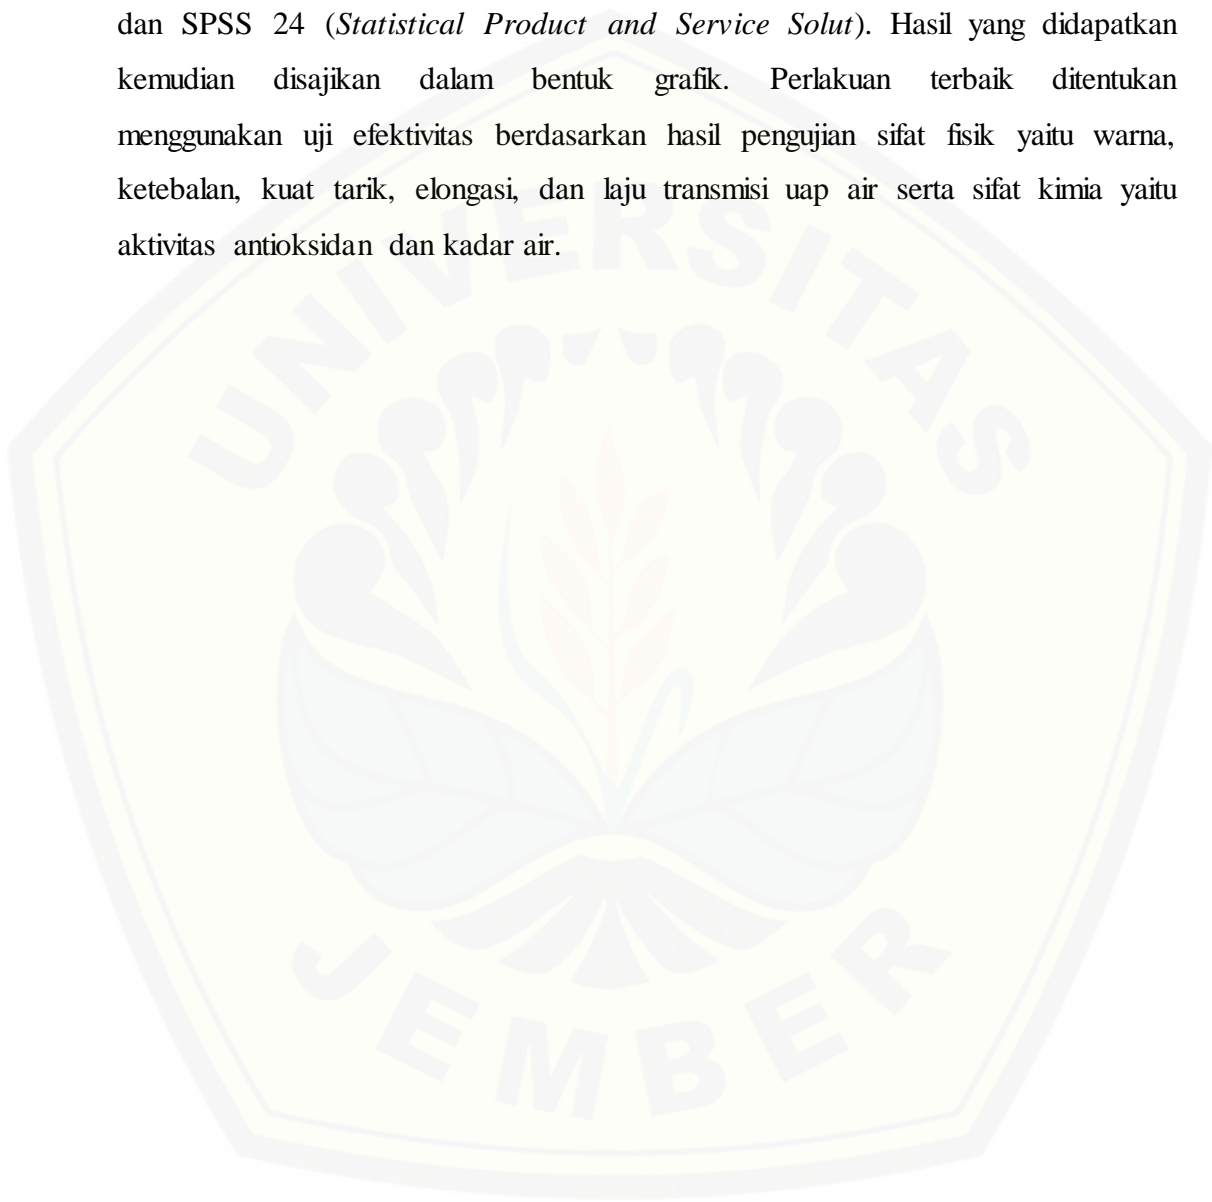 dan SPSS 24 (Statistical Product and Service Solut). Hasil yang didapatkan
kemudian disajikan dalam bentuk grafik. Perlakuan terbaik ditentukan
menggunakan uji efektivitas berdasarkan hasil pengujian sifat fisik yaitu warna,
ketebalan, kuat tarik, elongasi, dan laju transmisi uap air serta sifat kimia yaitu
aktivitas antioksidan dan kadar air.
UNIVERSITAS
JEMBER